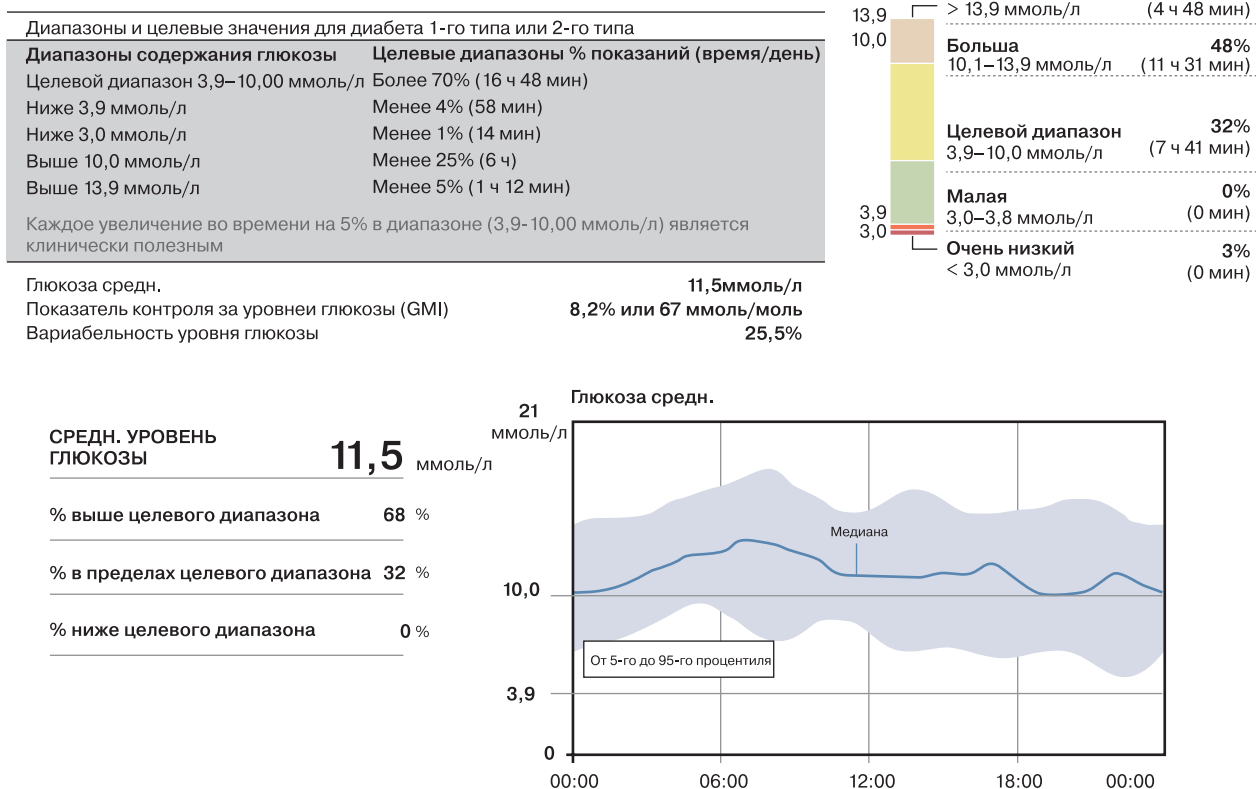 Диапазоны и целевые значения для диабета 1-го типа или 2-го типа
Диапазоны содержания глюкозы Целевые диапазоны % показаний (время/день)
Целевой диапазон 3,9–10,00 ммоль/л Более 70% (16 ч 48 мин)
Ниже 3,9 ммоль/л Менее 4% (58 мин)
Ниже 3,0 ммоль/л Менее 1% (14 мин)
Выше 10,0 ммоль/л Менее 25% (6 ч)
Выше 13,9 ммоль/л Менее 5% (1 ч 12 мин)
Каждое увеличение во времени на 5% в диапазоне (3,9-10,00 ммоль/л) является
клинически полезным
Глюкоза средн. 11,5ммоль/л
Показатель контроля за уровнеи глюкозы (GMI) 8,2% или 67 ммоль/моль
Вариабельность уровня глюкозы 25,5%
13,9
10,0
3,9
3,0
> 13,9 ммоль/л (4 ч 48 мин)
Больша 48%
10,1–13,9 ммоль/л (11 ч 31 мин)
Целевой диапазон 32%
3,9–10,0 ммоль/л (7 ч 41 мин)
Малая 0%
3,0–3,8 ммоль/л (0 мин)
Очень низкий 3%
< 3,0 ммоль/л (0 мин)
СРЕДН. УРОВЕНЬ
ГЛЮКОЗЫ 11,5 ммоль/л
% выше целевого диапазона 68 %
% в пределах целевого диапазона 32 %
% ниже целевого диапазона 0 %
Глюкоза средн.
21
ммоль/л
Медиана
10,0
От 5-го до 95-го процентиля
3,9
0
00:00 06:00 12:00 18:00 00:00